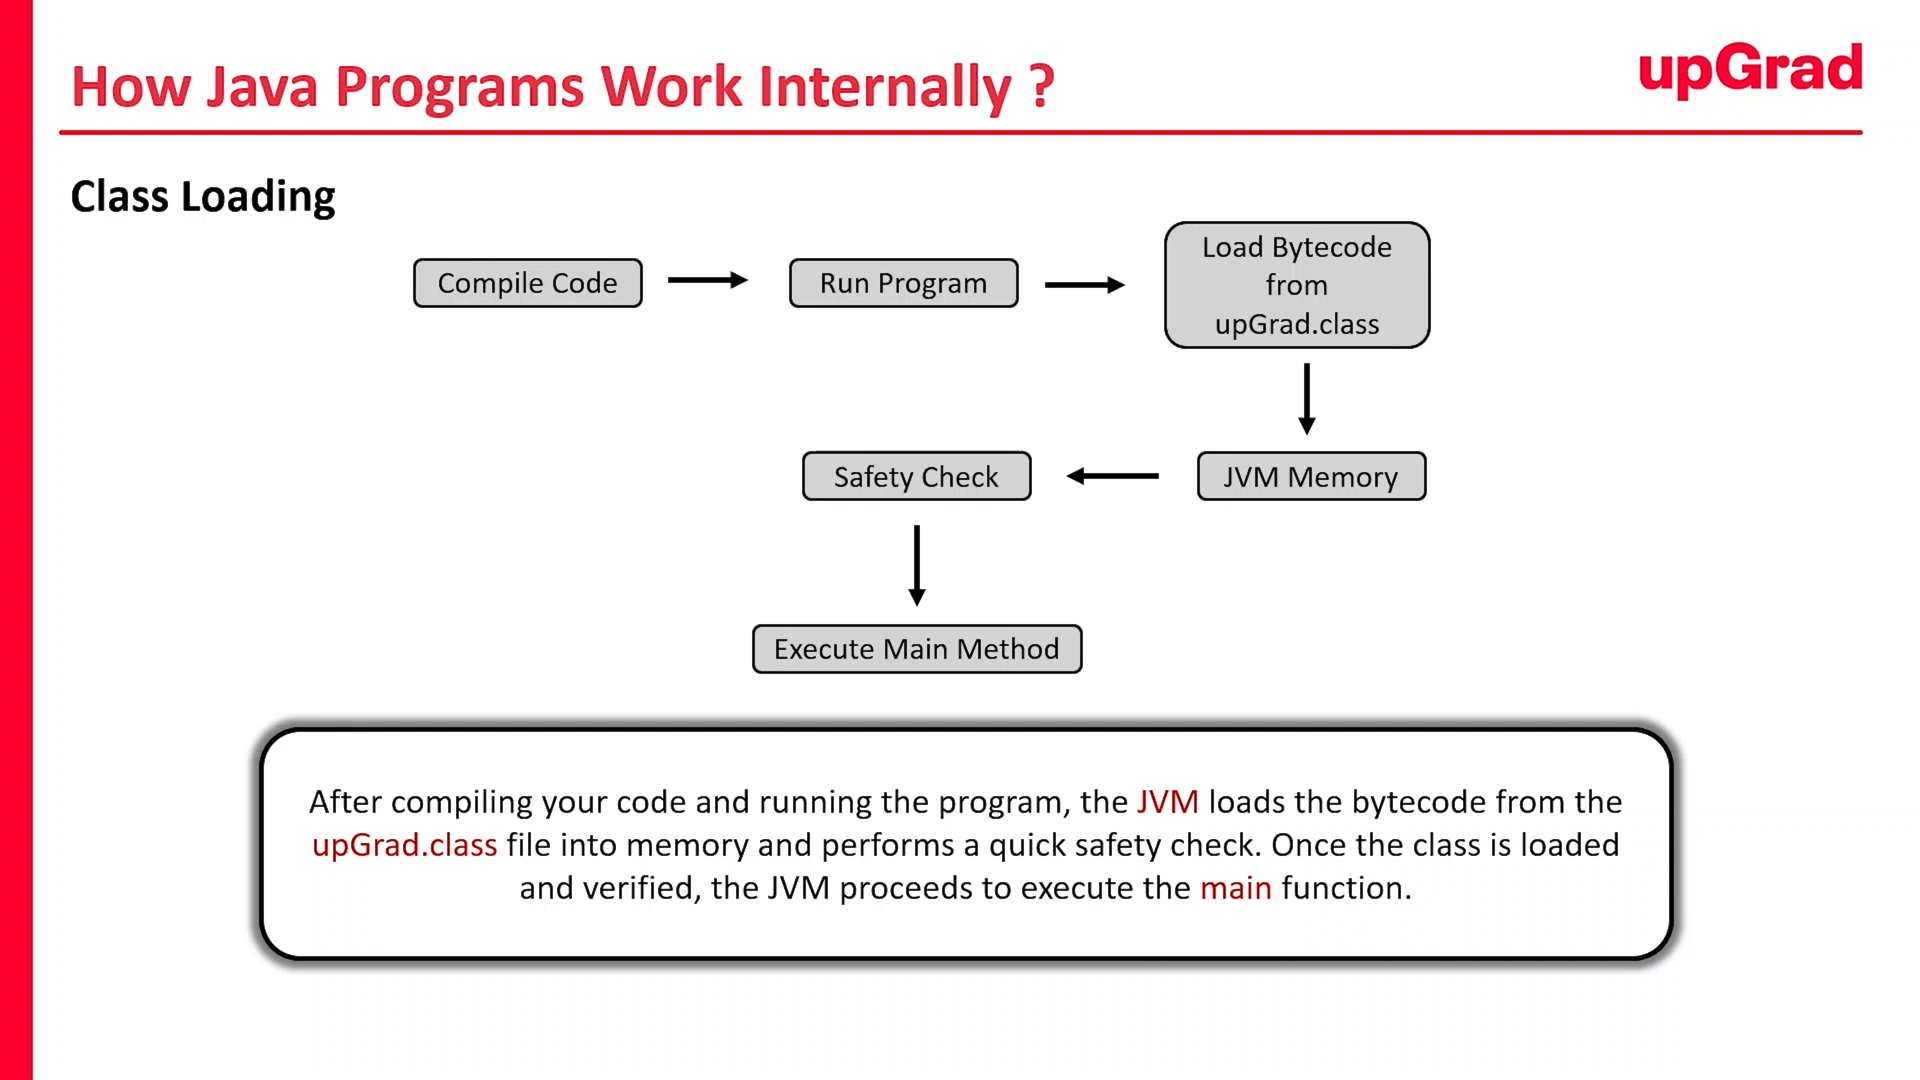 How Java Programs Work Internally ?
upGrad
Class Loading
Compile Code
Run Program
Load Bytecode
from
upGrad.class
JVM Memory
Safety Check
Execute Main Method
After compiling your code and running the program, the JVM loads the bytecode from the
upGrad.class file into memory and performs a quick safety check. Once the class is loaded
and verified, the JVM proceeds to execute the main function.